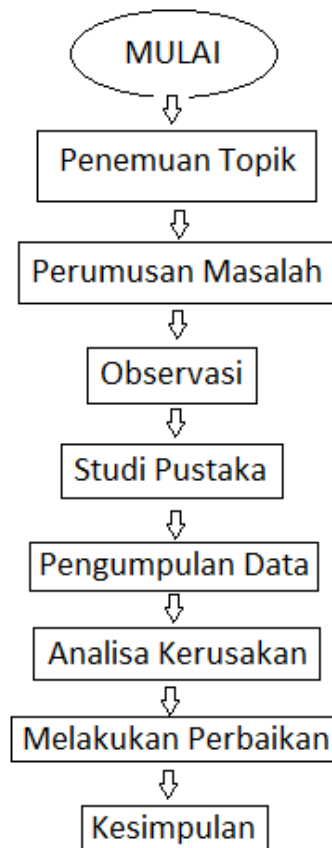 MULAI
Penemuan Topik
Perumusan Masalah
Observasi
Studi Pustaka
Pengumpulan Data
Analisa Kerusakan
Melakukan Perbaikan
Kesimpulan